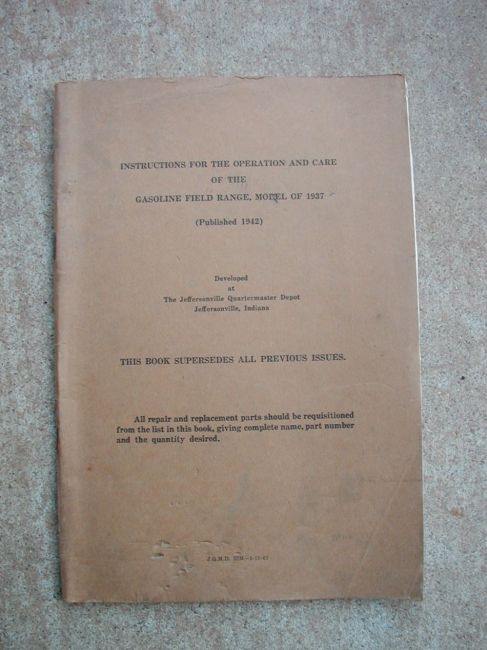 INSTRUCTIONS FOR THE OPERATION AND CARE
OF THE
GASOLINE FIELD RANGE, MODEL OF 1937
(Published 1942)
Developed
at
The Jeffersonville Quartermaster Depot
Jeffersonville, Indiana
THIS BOOK SUPERSEDES ALL PREVIOUS ISSUES.
All repair and replacement parts should be requisitioned
from the list in this book, giving complete name, part number
and the quantity desired.